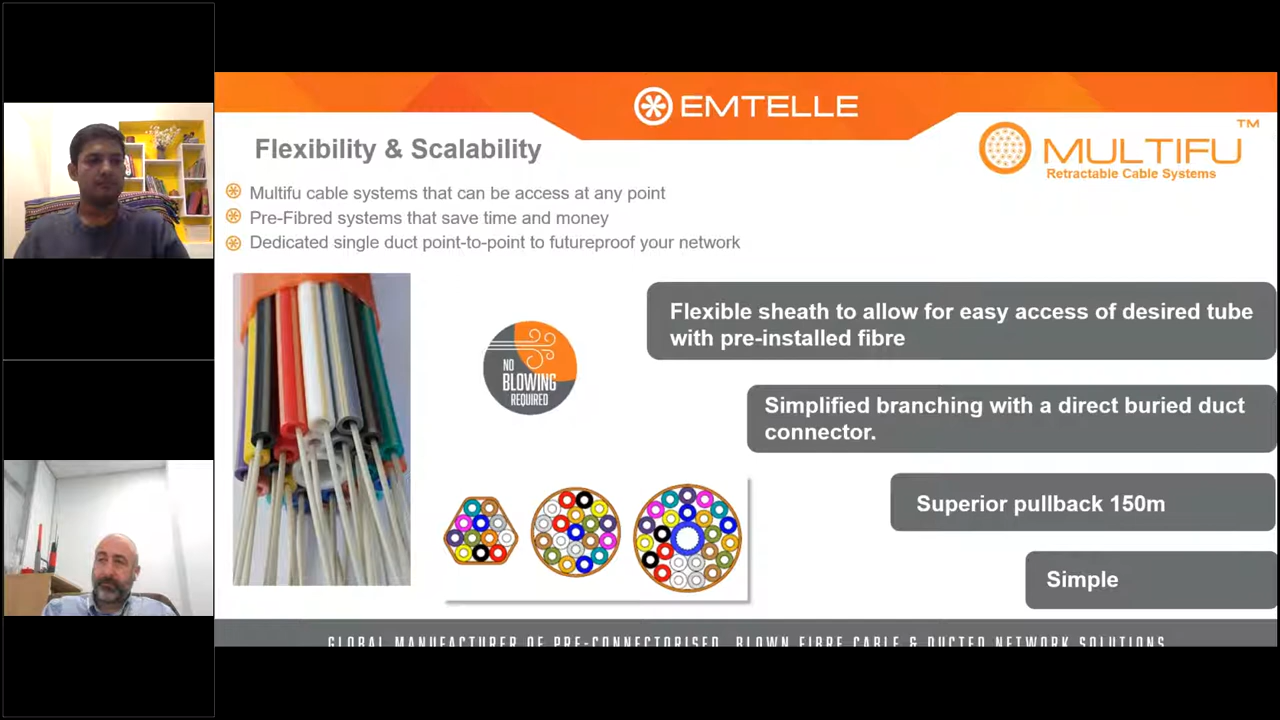 EMTELLE
Flexibility & Scalability
MULTIFU™
Retractable Cable Systems
Multifu cable systems that can be access at any point
Pre-Fibred systems that save time and money
Dedicated single duct point-to-point to futureproof your network
Flexible sheath to allow for easy access of desired tube
with pre-installed fibre
NO
BLOWING
REQUIRED
Simplified branching with a direct buried duct
connector.
Superior pullback 150m
Simple
GLOBAL MANUFACTURER OF PRE-CONNECTORISED, BLOWN FIBRE CABLE & DUCTED NETWORK SOLUTIONS